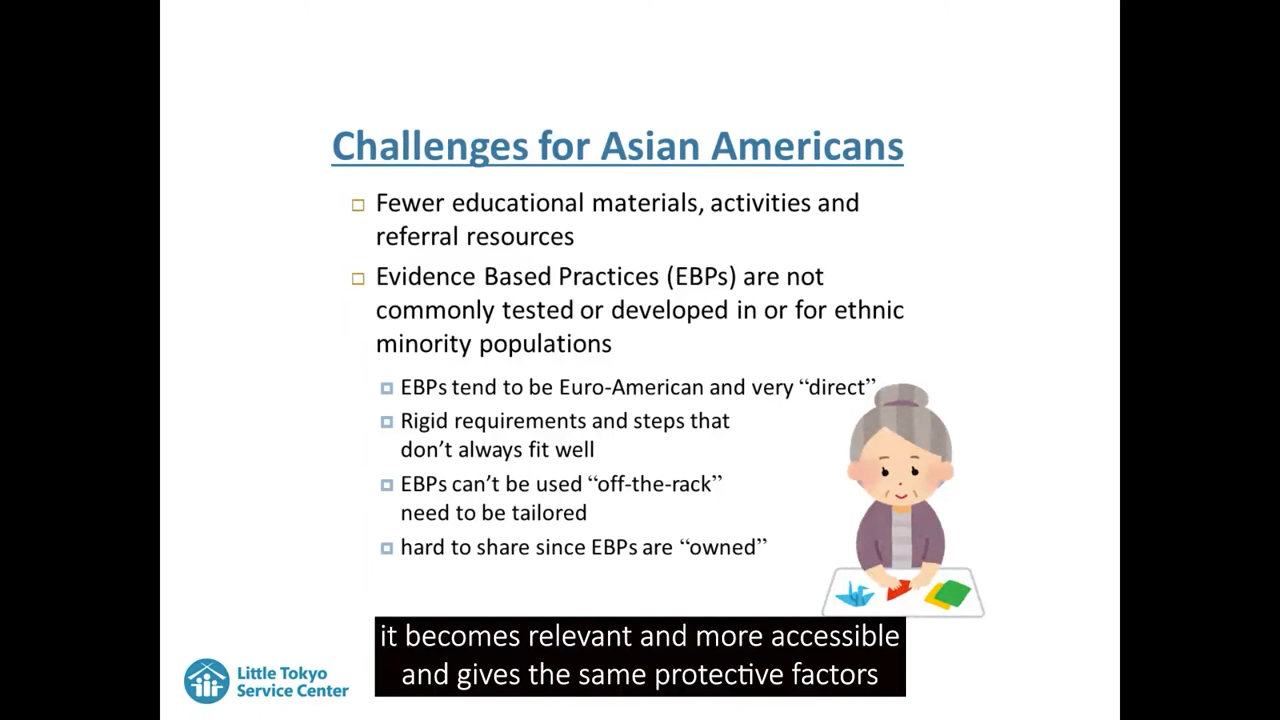 Challenges for Asian Americans
Fewer educational materials, activities and
referral resources
Evidence Based Practices (EBPs) are not
commonly tested or developed in or for ethnic
minority populations
EBPs tend to be Euro-American and very “direct”
Rigid requirements and steps that
don’t always fit well
EBPs can’t be used “off-the-rack”
need to be tailored
hard to share since EBPs are “owned”
it becomes relevant and more accessible
and gives the same protective factors
Little Tokyo
Service Center